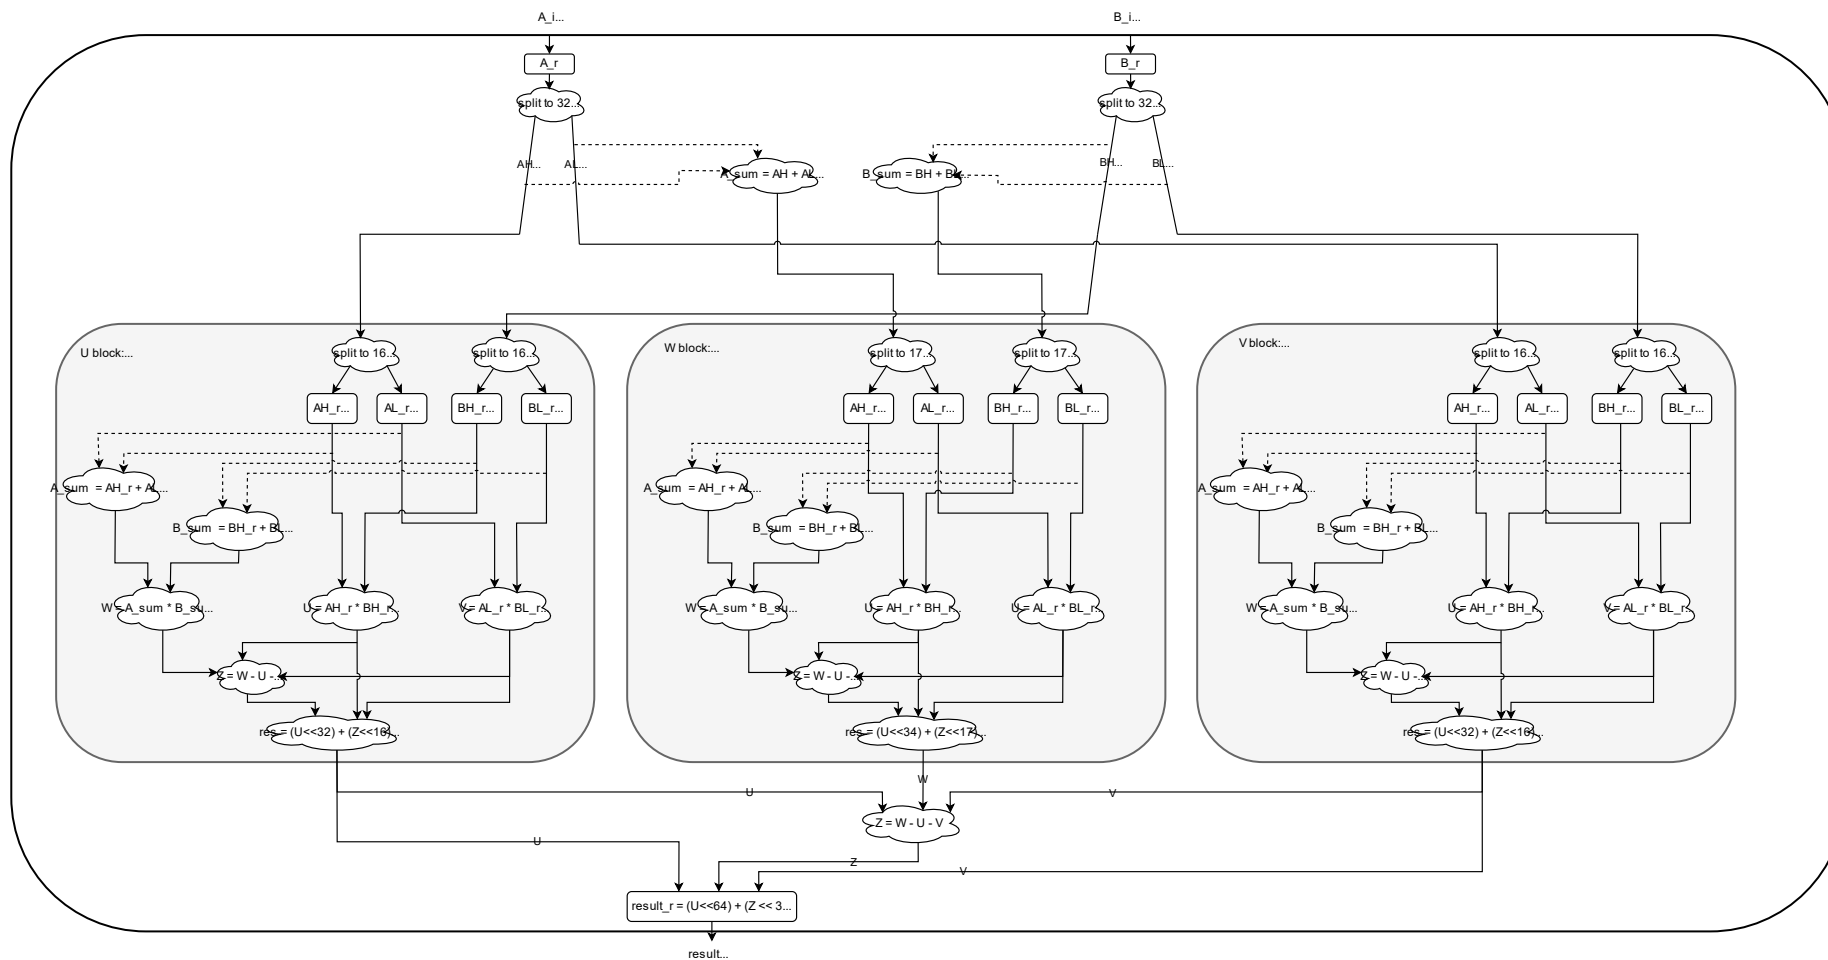 A_i...
B_i...
A_r
B_r
split to 32...
split to 32...
AH...
AL...
BH...
BL...
A_sum = AH + AL...
B_sum = BH + BL...
U block:...
split to 16...
split to 16...
AH_r...
AL_r...
BH_r...
BL_r...
A_sum = AH_r + AL...
B_sum = BH_r + BL...
W = A_sum * B_su...
U = AH_r * BH_r...
V = AL_r * BL_r...
Z = W - U -...
res = (U<<32) + (Z<<16)...
W block:...
split to 17...
split to 17...
AH_r...
AL_r...
BH_r...
BL_r...
A_sum = AH_r + AL...
B_sum = BH_r + BL...
W = A_sum * B_su...
U = AH_r * BH_r...
U = AL_r * BL_r...
Z = W - U -...
res = (U<<34) + (Z<<17)...
V block:...
split to 16...
split to 16...
AH_r...
AL_r...
BH_r...
BL_r...
A_sum = AH_r + AL...
B_sum = BH_r + BL...
W = A_sum * B_su...
U = AH_r * BH_r...
V = AL_r * BL_r...
Z = W - U -...
res = (U<<32) + (Z<<16)...
W
U
V
Z = W - U - V
U
Z
V
result_r = (U<<64) + (Z << 3...
result...